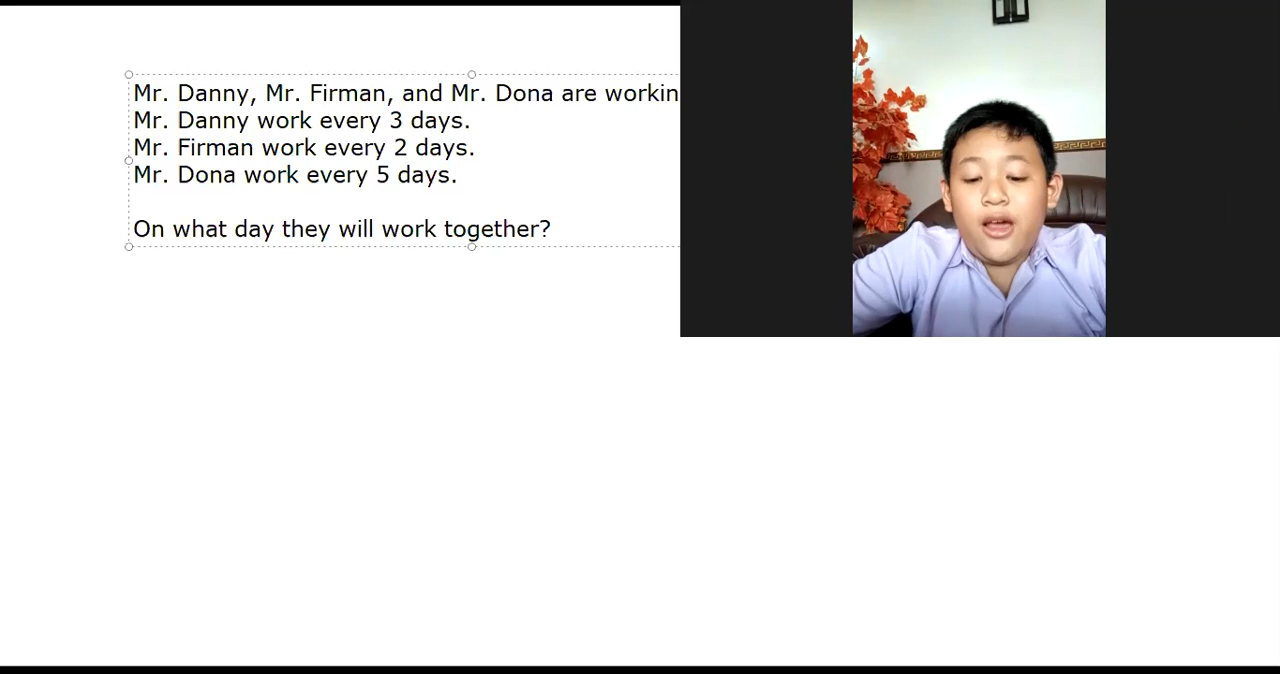 Mr. Danny, Mr. Firman, and Mr. Dona are workin
Mr. Danny work every 3 days.
Mr. Firman work every 2 days.
Mr. Dona work every 5 days.
On what day they will work together?